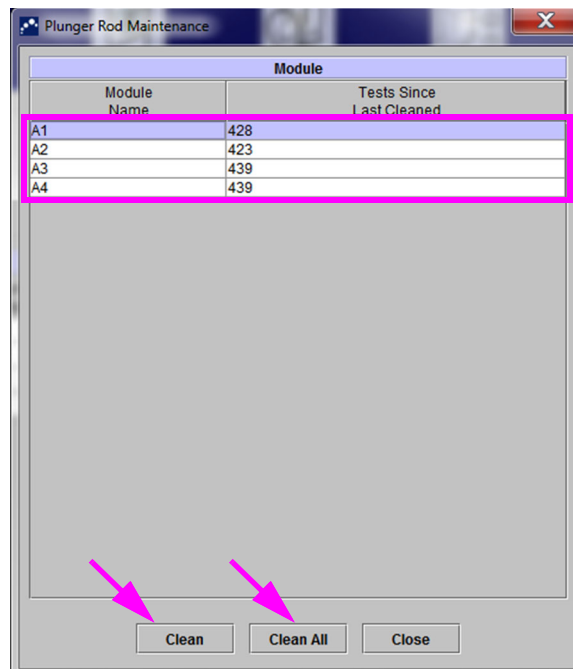 Plunger Rod Maintenance
Module
Module Name
Tests Since Last Cleaned
A1 428
A2 423
A3 439
A4 439
Clean Clean All Close